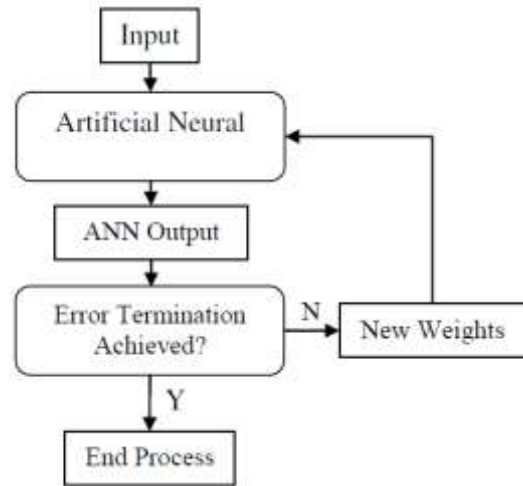 Input
Artificial Neural
ANN Output
Error Termination
Achieved?
N
New Weights
Y
End Process